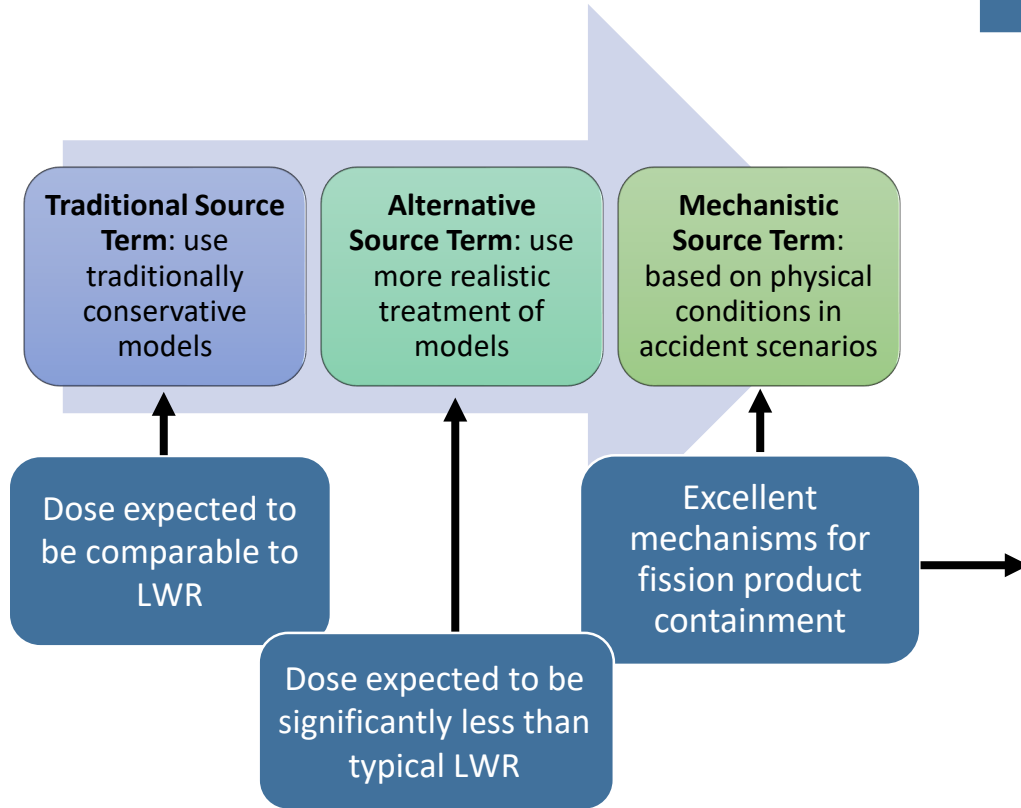 Traditional Source
Term: use
traditionally
conservative
models
Alternative
Source Term: use
more realistic
treatment of
models
Mechanistic
Source Term:
based on physical
conditions in
accident scenarios
Dose expected to
be comparable to
LWR
Dose expected to be
significantly less than
typical LWR
Excellent
mechanisms for
fission product
containment